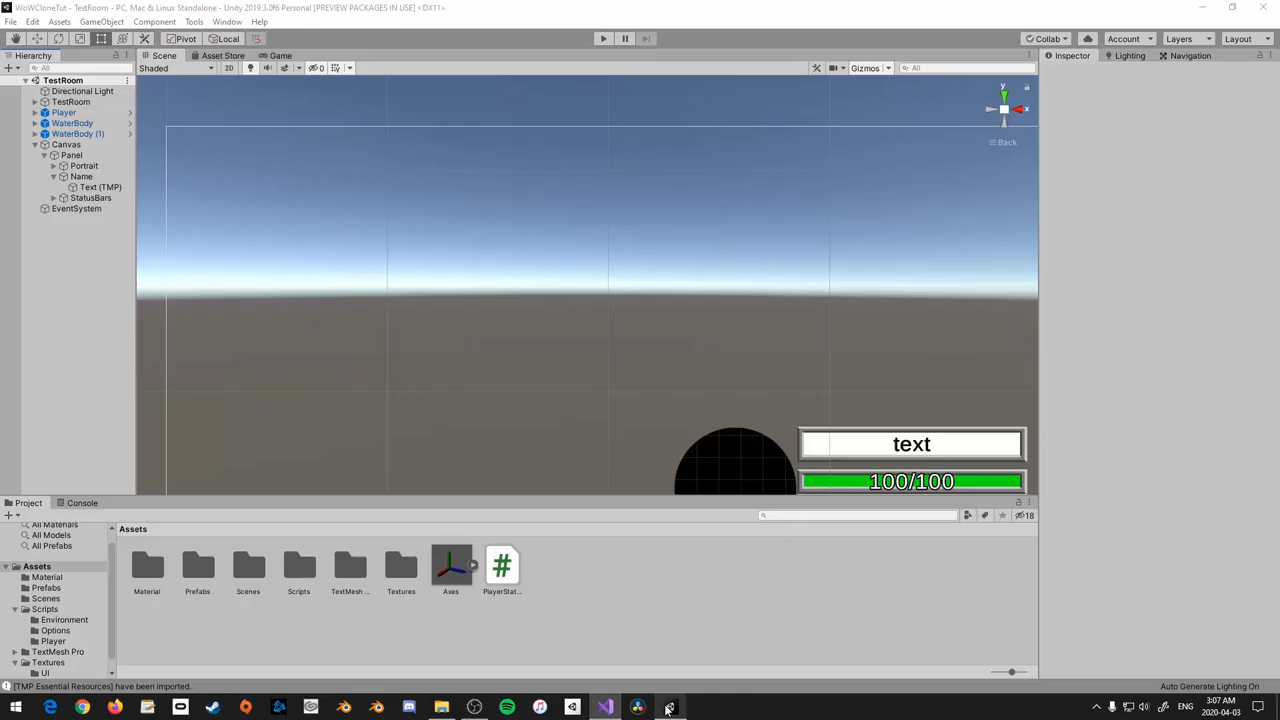 WoWCloneTut - TestRoom - PC, Mac & Linux Standalone - Unity 2019.3.0f6 Personal [PREVIEW PACKAGES IN USE] <DX11>
File Edit Assets GameObject Component Tools Window Help
Pivot Local Collab Account Layers Layout
Hierarchy Scene Asset Store Game Inspector Lighting Navigation
All Shaded 2D 0 Gizmos All
TestRoom
Directional Light
TestRoom
Player
WaterBody
WaterBody (1)
Canvas
Panel
Portrait
Name
Text (TMP)
StatusBars
EventSystem
y
x
Back
text
100/100
Project Console
18
All Materials
All Models
All Prefabs
Assets
Material
Prefabs
Scenes
Scripts
Environment
Options
Player
TextMesh Pro
Textures
UI
Assets
Material Prefabs Scenes Scripts TextMesh ... Textures Axes PlayerStat...
#
[TMP Essential Resources] have been imported.
Auto Generate Lighting On
ENG
3:07 AM
2020-04-03